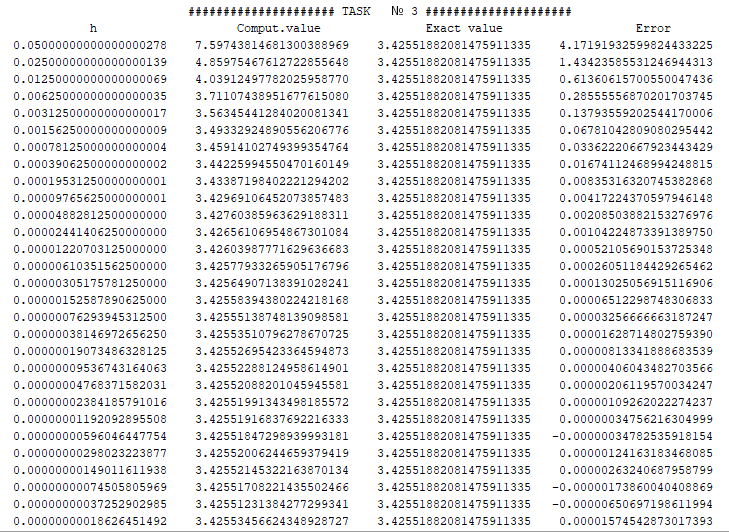 ##################### TASK № 3 #####################
h Comput.value Exact value Error
0.05000000000000000278 7.59743814681300388969 3.42551882081475911335 4.17191932599824433225
0.02500000000000000139 4.85975467612722855648 3.42551882081475911335 1.43423585531246944313
0.01250000000000000069 4.03912497782025958770 3.42551882081475911335 0.61360615700550047436
0.00625000000000000035 3.71107438951677615080 3.42551882081475911335 0.28555556870201703745
0.00312500000000000017 3.56345441284020081341 3.42551882081475911335 0.13793559202544170006
0.00156250000000000009 3.49332924890556206776 3.42551882081475911335 0.06781042809080295442
0.00078125000000000004 3.45914102749399354764 3.42551882081475911335 0.03362220667923443429
0.00039062500000000002 3.44225994550470160149 3.42551882081475911335 0.01674112468994248815
0.00019531250000000001 3.43387198402221294202 3.42551882081475911335 0.00835316320745382868
0.00009765625000000000 3.42969106452073857483 3.42551882081475911335 0.00417224370597946148
0.00004882812500000000 3.42760385963629188311 3.42551882081475911335 0.00208503882153276976
0.00002441406250000000 3.42656106954867301084 3.42551882081475911335 0.00104224873391389750
0.00001220703125000000 3.42603987771629636683 3.42551882081475911335 0.00052105690153725348
0.00000610351562500000 3.42577933265905176796 3.42551882081475911335 0.00026051184429265462
0.00000305175781250000 3.42564907138391028241 3.42551882081475911335 0.00013025056915116906
0.00000152587890625000 3.42558394380224218168 3.42551882081475911335 0.00006512298748306833
0.00000076293945312500 3.42555138748139098581 3.42551882081475911335 0.00003256666663187247
0.00000038146972656250 3.42553510796278670725 3.42551882081475911335 0.00001628714802759390
0.00000019073486328125 3.42552695423364594873 3.42551882081475911335 0.00000813341888683539
0.00000009536743164063 3.42552288124958614901 3.42551882081475911335 0.00000406043482703566
0.00000004768371582031 3.42552088201045945581 3.42551882081475911335 0.00000206119570034247
0.00000002384185791016 3.42551991343498185572 3.42551882081475911335 0.00000109262022274237
0.00000001192092895508 3.42551916837692216333 3.42551882081475911335 0.00000034756216304999
0.00000000596046447754 3.42551847298939993181 3.42551882081475911335 -0.00000034782535918154
0.00000000298023223877 3.42552006244659379419 3.42551882081475911335 0.00000124163183468085
0.00000000149011611938 3.42552145322163870134 3.42551882081475911335 0.00000263240687958799
0.00000000074505805969 3.42551708221435502466 3.42551882081475911335 -0.00000173860040408869
0.00000000037252902985 3.42551231384277299341 3.42551882081475911335 -0.00000650697198611994
0.00000000018626451492 3.42553456624348928727 3.42551882081475911335 0.00001574542873017393